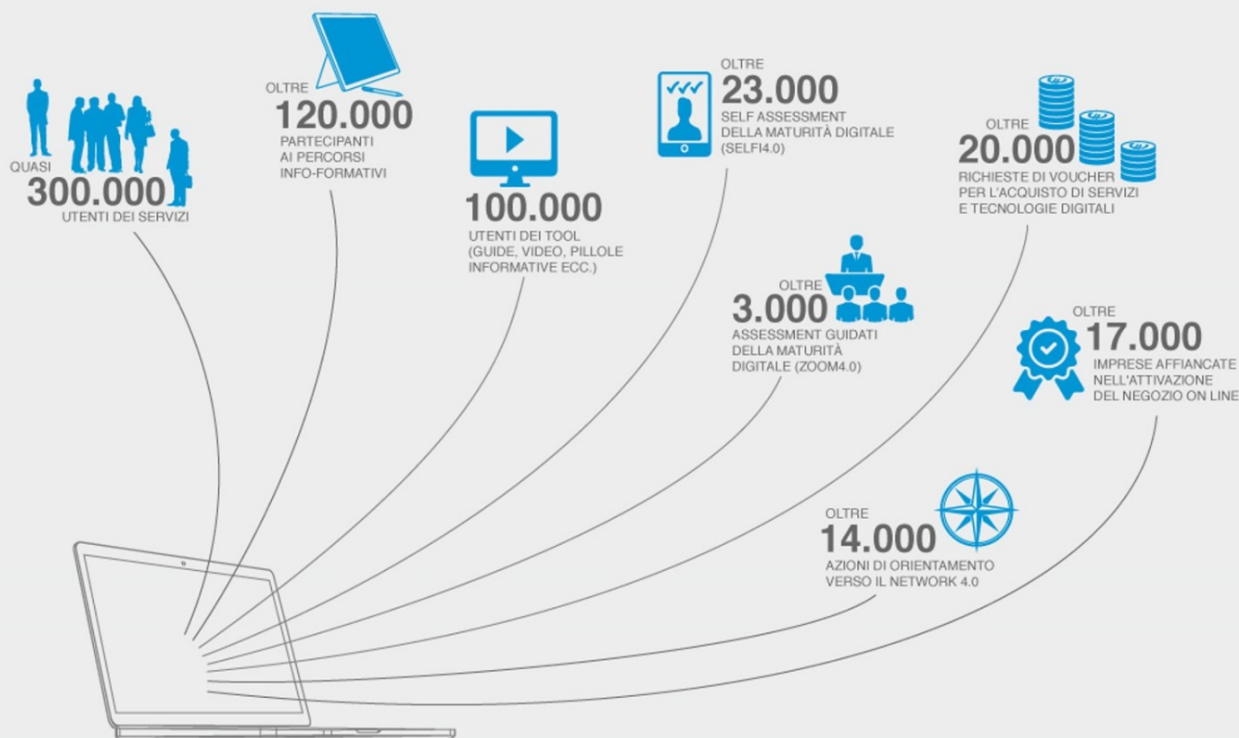 QUASI
300.000
UTENTI DEI SERVIZI
OLTRE
120.000
PARTECIPANTI
AI PERCORSI
INFO-FORMATIVI
100.000
UTENTI DEI TOOL
(GUIDE, VIDEO, PILLOLE
INFORMATIVE ECC.)
OLTRE
23.000
SELF ASSESSMENT
DELLA MATURITÀ DIGITALE
(SELFI4.0)
OLTRE
3.000
ASSESSMENT GUIDATI
DELLA MATURITÀ
DIGITALE (ZOOM4.0)
OLTRE
20.000
RICHIESTE DI VOUCHER
PER L'ACQUISTO DI SERVIZI
E TECNOLOGIE DIGITALI
OLTRE
17.000
IMPRESE AFFIANCATE
NELL'ATTIVAZIONE
DEL NEGOZIO ON LINE
OLTRE
14.000
AZIONI DI ORIENTAMENTO
VERSO IL NETWORK 4.0